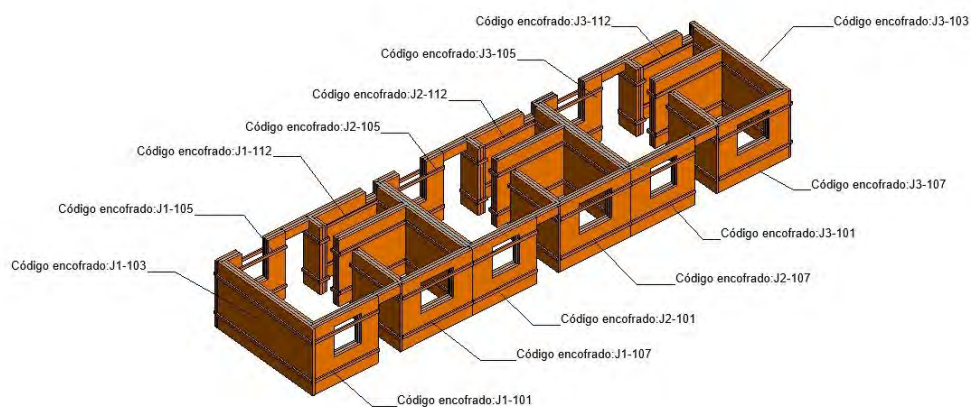 Código encofrado:J3-112
Código encofrado:J3-103
Código encofrado:J3-105
Código encofrado:J2-112
Código encofrado:J2-105
Código encofrado:J1-112
Código encofrado:J3-107
Código encofrado:J1-105
Código encofrado:J3-101
Código encofrado:J1-103
Código encofrado:J2-107
Código encofrado:J2-101
Código encofrado:J1-107
Código encofrado:J1-101